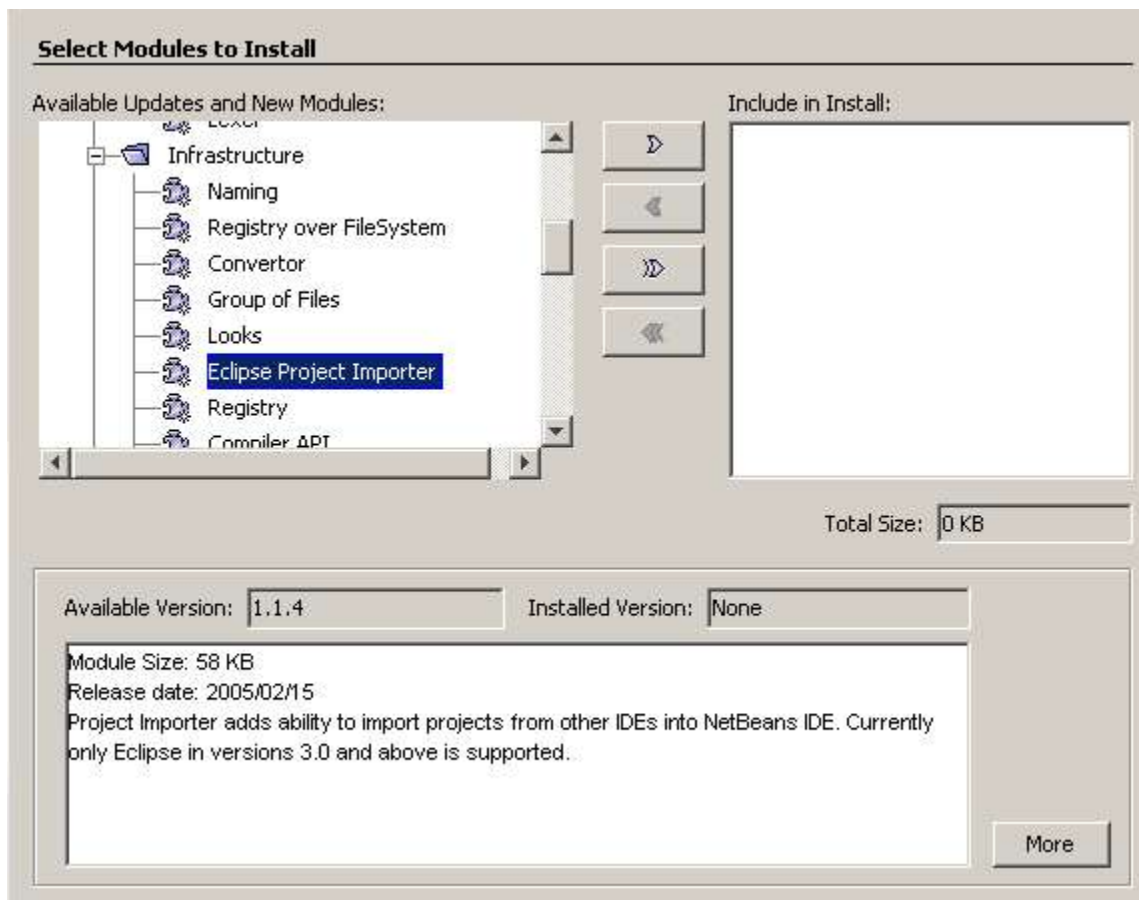 Select Modules to Install
Available Updates and New Modules:
Include in Install:
Lexer
Infrastructure
Naming
Registry over FileSystem
Convertor
Group of Files
Looks
Eclipse Project Importer
Registry
Compiler API
Total Size: 0 KB
Available Version: 1.1.4
Installed Version: None
Module Size: 58 KB
Release date: 2005/02/15
Project Importer adds ability to import projects from other IDEs into NetBeans IDE. Currently
only Eclipse in versions 3.0 and above is supported.
More